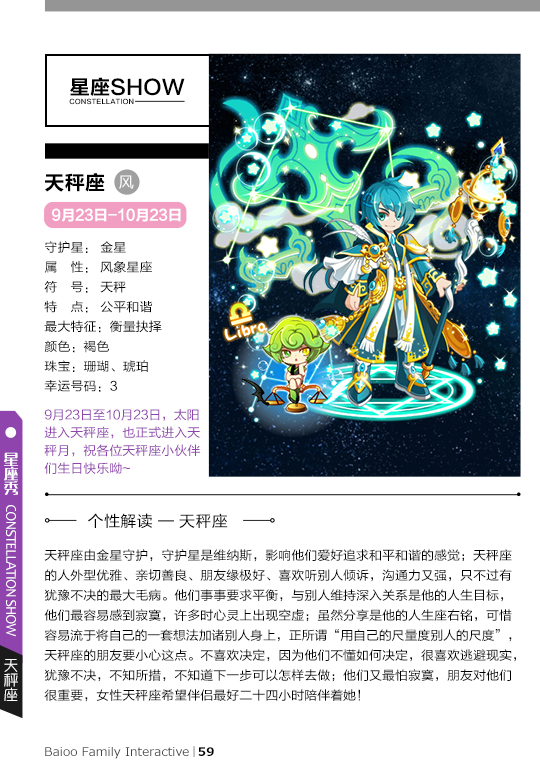 星座SHOW
CONSTELLATION
天秤座 风
9月23日-10月23日
守护星： 金星
属　性： 风象星座
符　号： 天秤
特　点： 公平和谐
最大特征：衡量抉择
颜色：褐色
珠宝：珊瑚、琥珀
幸运号码：3
9月23日至10月23日，太阳
进入天秤座，也正式进入天
秤月，祝各位天秤座小伙伴
们生日快乐呦~
Libra
个性解读 — 天秤座
天秤座由金星守护，守护星是维纳斯，影响他们爱好追求和平和谐的感觉；天秤座
的人外型优雅、亲切善良、朋友缘极好、喜欢听别人倾诉，沟通力又强，只不过有
犹豫不决的最大毛病。他们事事要求平衡，与别人维持深入关系是他的人生目标，
他们最容易感到寂寞，许多时心灵上出现空虚；虽然分享是他的人生座右铭，可惜
容易流于将自己的一套想法加诸别人身上，正所谓“用自己的尺量度别人的尺度”，
天秤座的朋友要小心这点。不喜欢决定，因为他们不懂如何决定，很喜欢逃避现实，
犹豫不决，不知所措，不知道下一步可以怎样去做；他们又最怕寂寞，朋友对他们
很重要，女性天秤座希望伴侣最好二十四小时陪伴着她！
星座秀 CONSTELLATION SHOW
天秤座
Baioo Family Interactive | 59